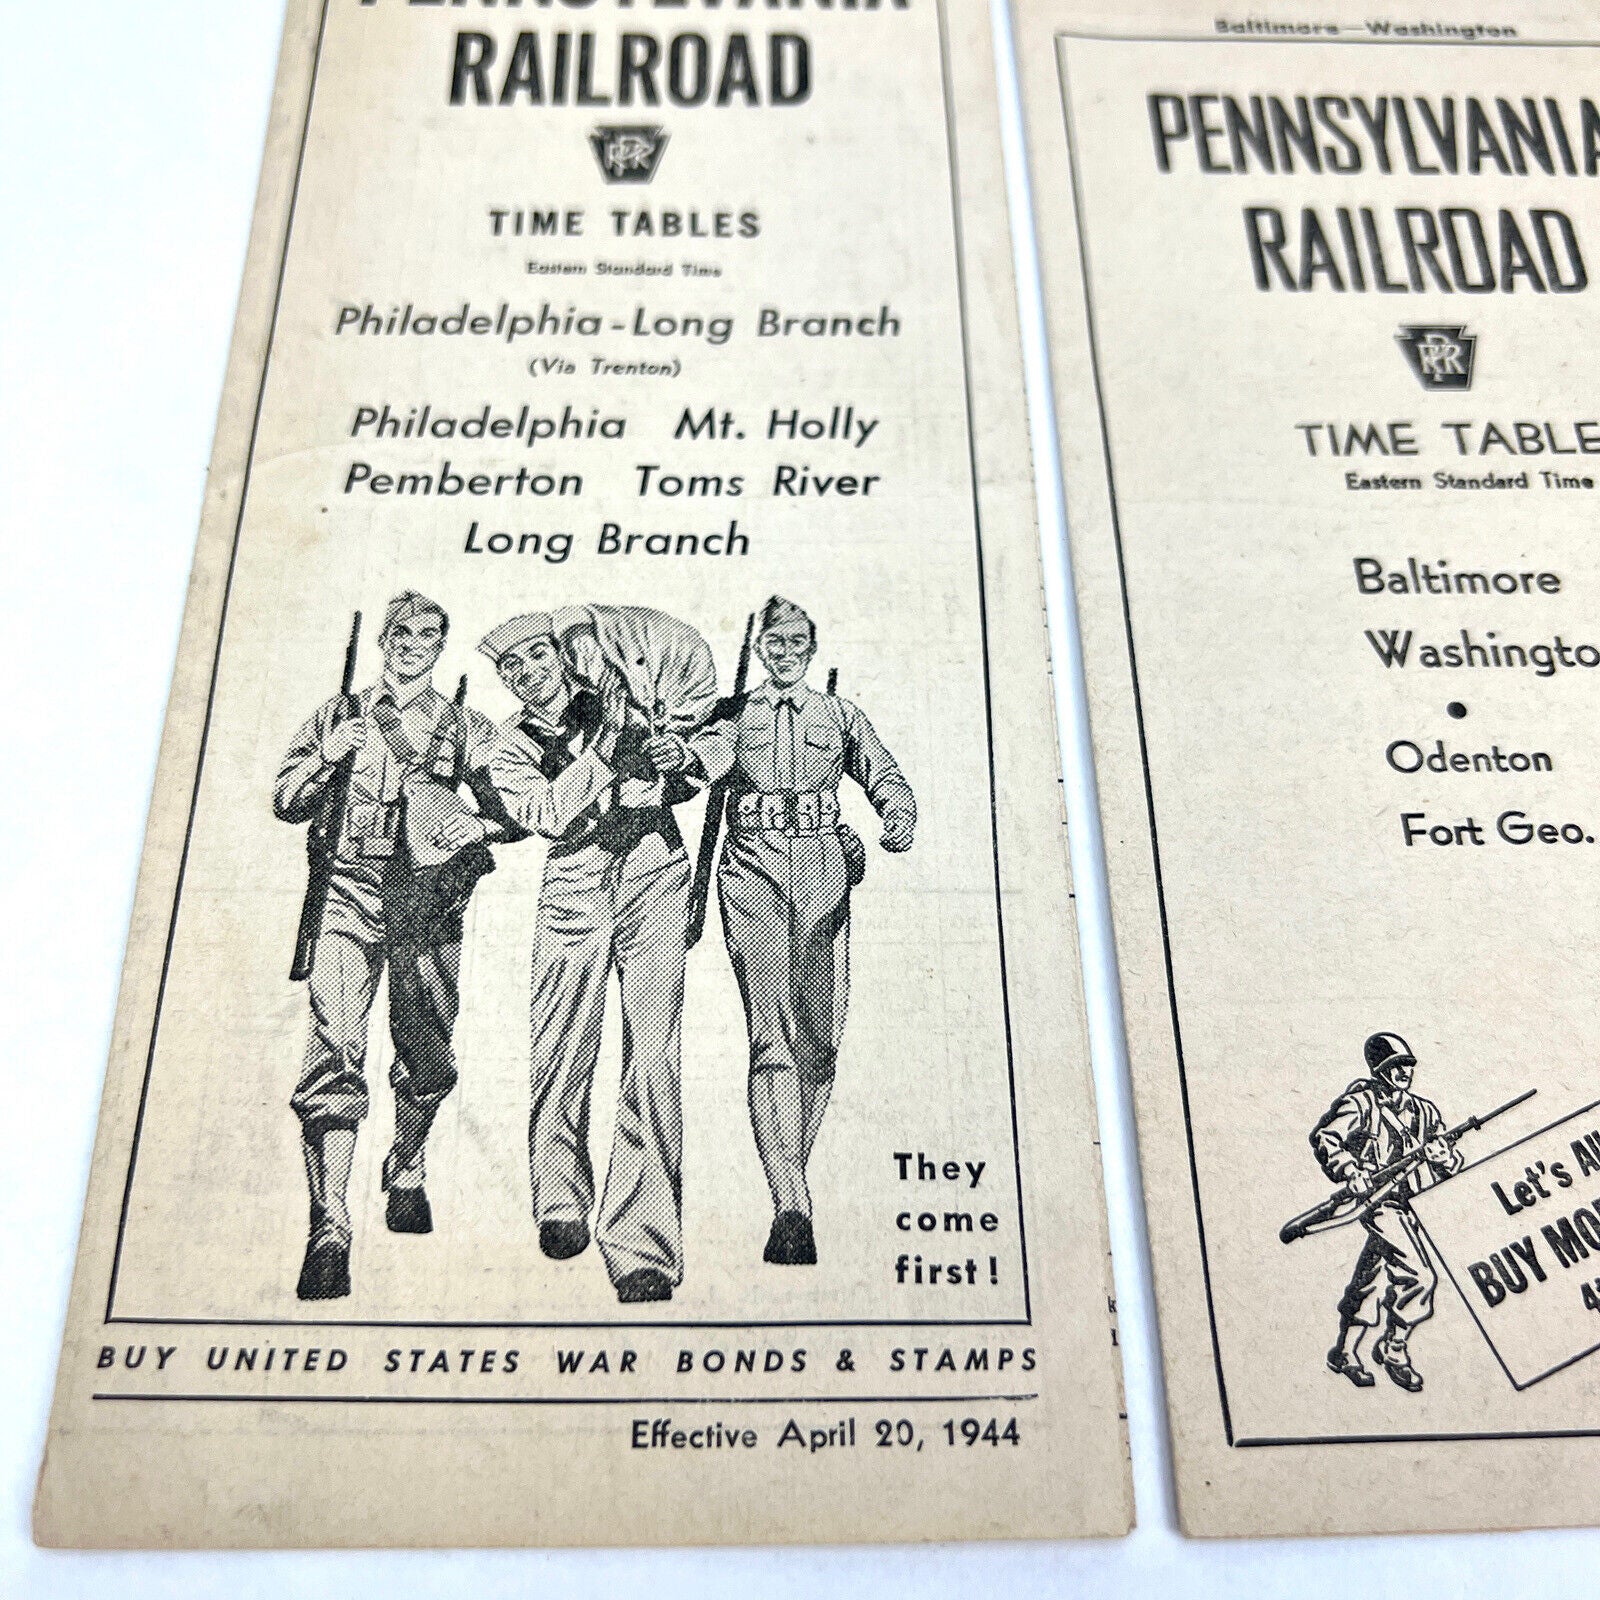 PENNSYLVANIA
RAILROAD
PRR
TIME TABLES
Eastern Standard Time
Philadelphia - Long Branch
(Via Trenton)
Philadelphia Mt. Holly
Pemberton Toms River
Long Branch
They
come
first!
BUY UNITED STATES WAR BONDS & STAMPS
Effective April 20, 1944
Baltimore—Washington
PENNSYLVANIA
RAILROAD
PRR
TIME TABLE
Eastern Standard Time
Baltimore
Washingto
•
Odenton
Fort Geo.
Let's All
BUY MO